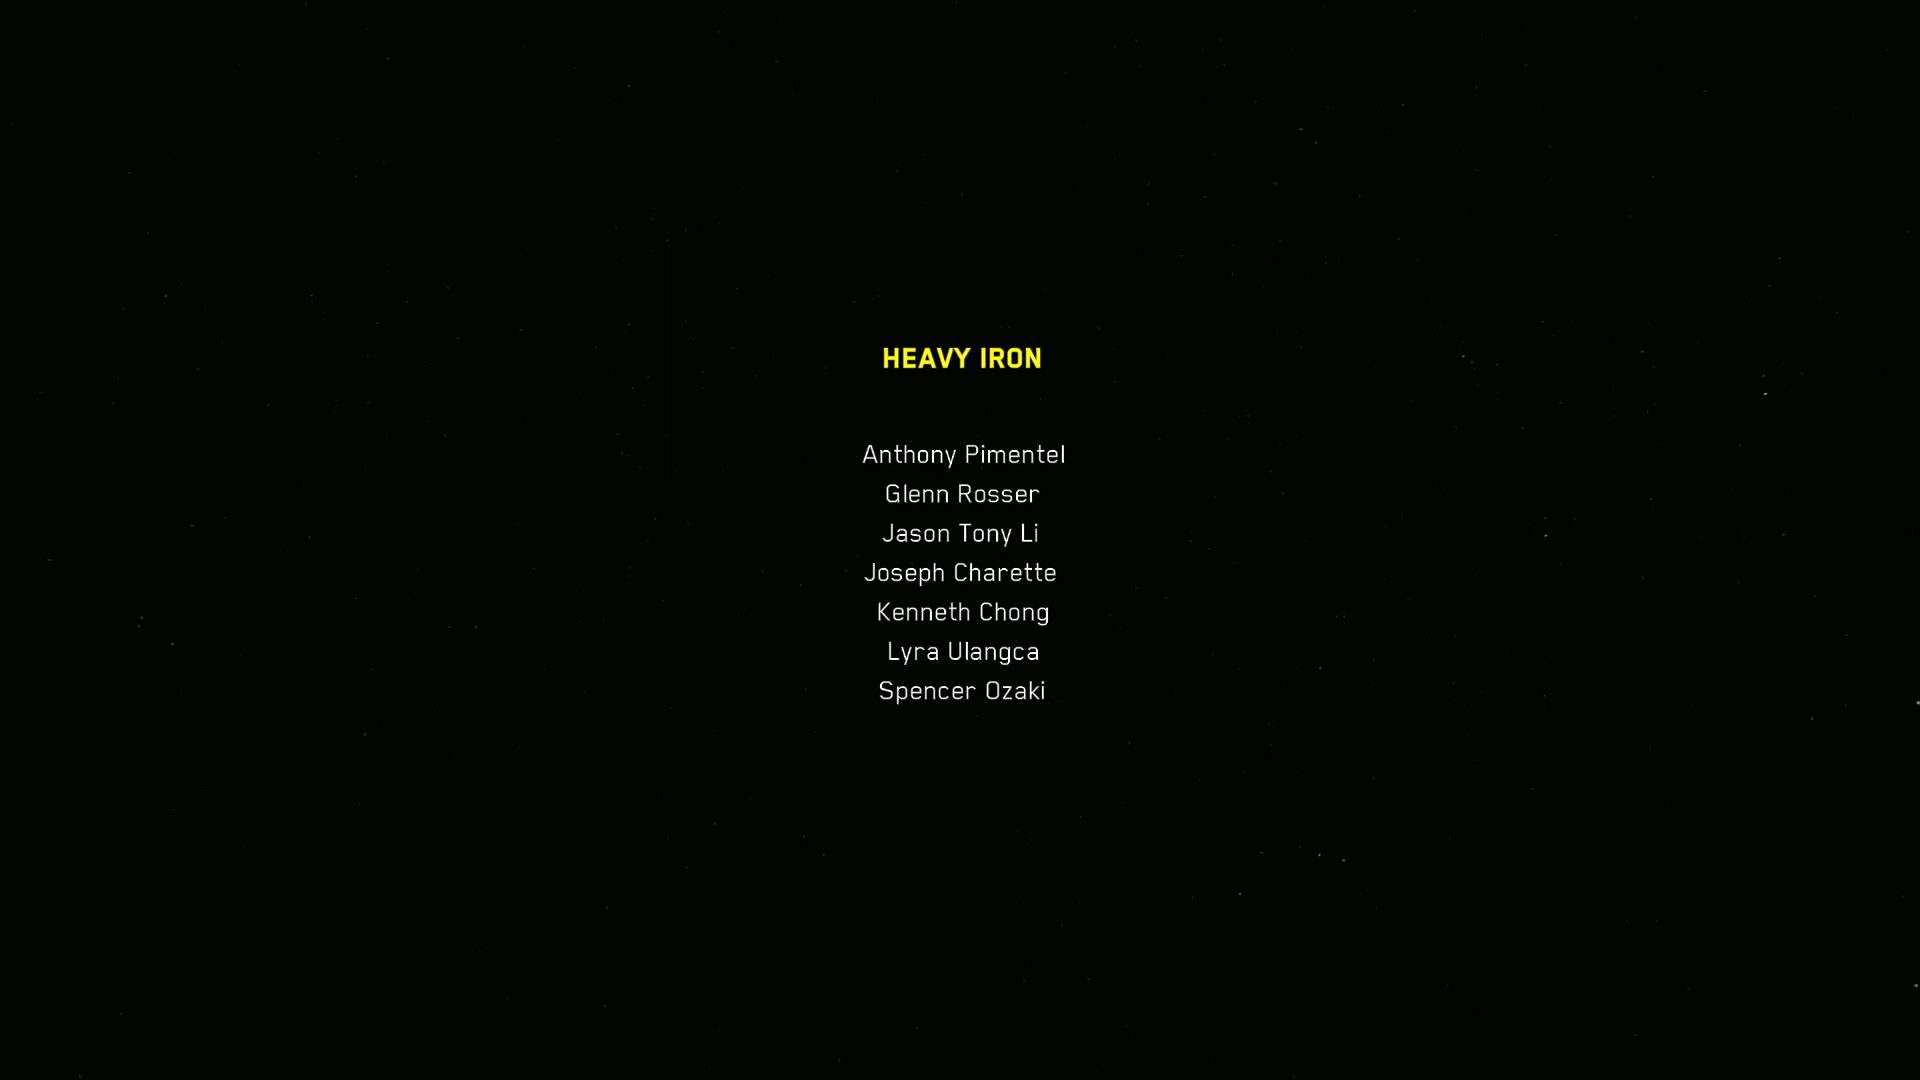 HEAVY IRON
Anthony Pimentel
Glenn Rosser
Jason Tony Li
Joseph Charette
Kenneth Chong
Lyra Ulangca
Spencer Ozaki